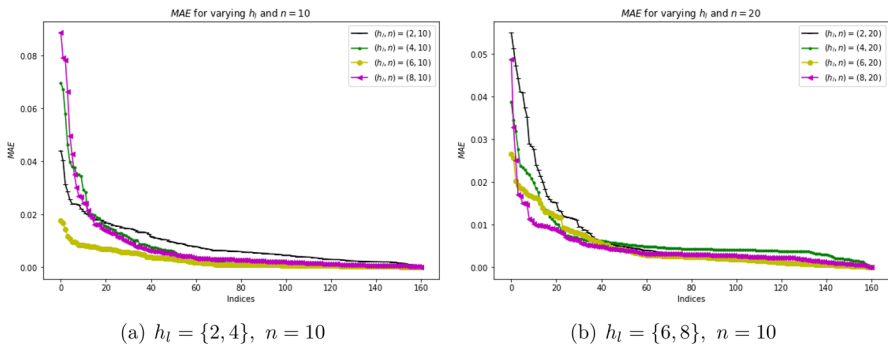 MAE for varying h_l and n = 10
(h_l, n) = (2, 10)
(h_l, n) = (4, 10)
(h_l, n) = (6, 10)
(h_l, n) = (8, 10)
0.08
0.06
0.04
0.02
0.00
MAE
0 20 40 60 80 100 120 140 160
Indices
(a) h_l = {2, 4}, n = 10
MAE for varying h_l and n = 20
(h_l, n) = (2, 20)
(h_l, n) = (4, 20)
(h_l, n) = (6, 20)
(h_l, n) = (8, 20)
0.05
0.04
0.03
0.02
0.01
0.00
MAE
0 20 40 60 80 100 120 140 160
Indices
(b) h_l = {6, 8}, n = 10